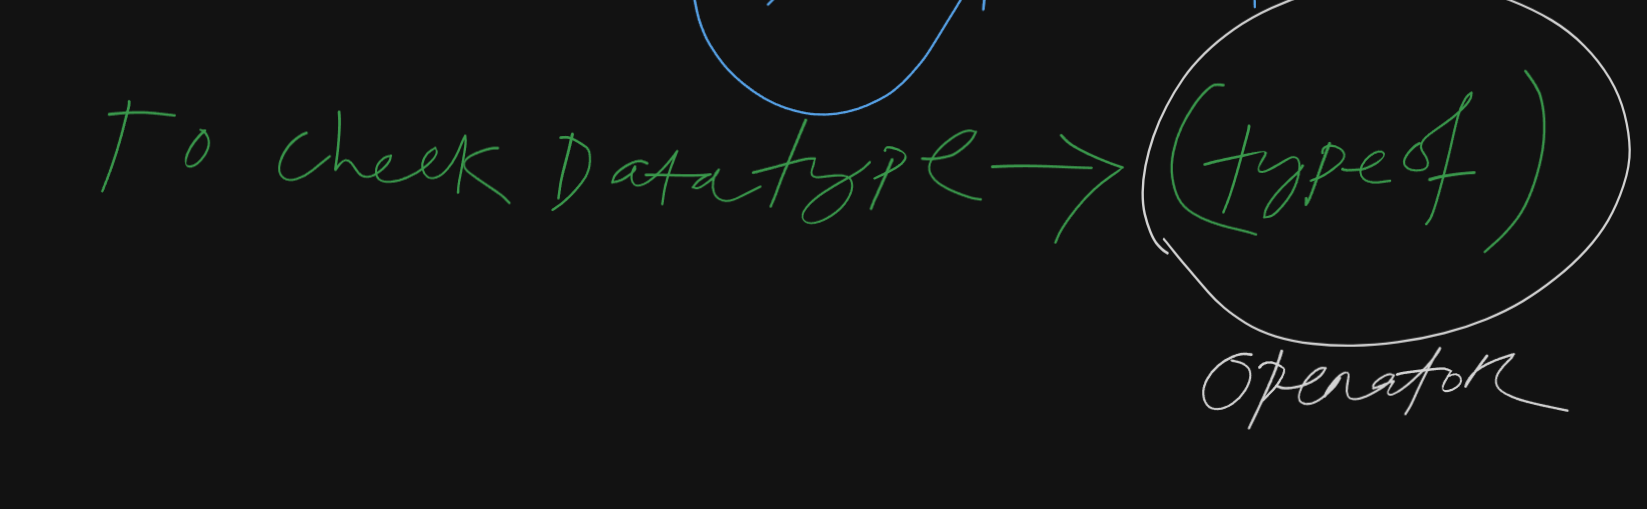 To check Datatype → (typeof)
operator